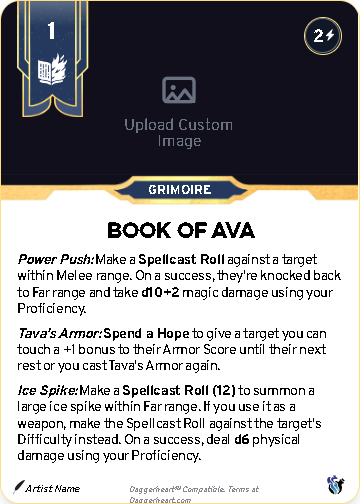 1
2
Upload Custom
Image
GRIMOIRE
BOOK OF AVA
Power Push: Make a Spellcast Roll against a target
within Melee range. On a success, they're knocked back
to Far range and take d10+2 magic damage using your
Proficiency.
Tava's Armor: Spend a Hope to give a target you can
touch a +1 bonus to their Armor Score until their next
rest or you cast Tava's Armor again.
Ice Spike: Make a Spellcast Roll (12) to summon a
large ice spike within Far range. If you use it as a
weapon, make the Spellcast Roll against the target's
Difficulty instead. On a success, deal d6 physical
damage using your Proficiency.
Artist Name
Daggerheart™ Compatible. Terms at
Daggerheart.com